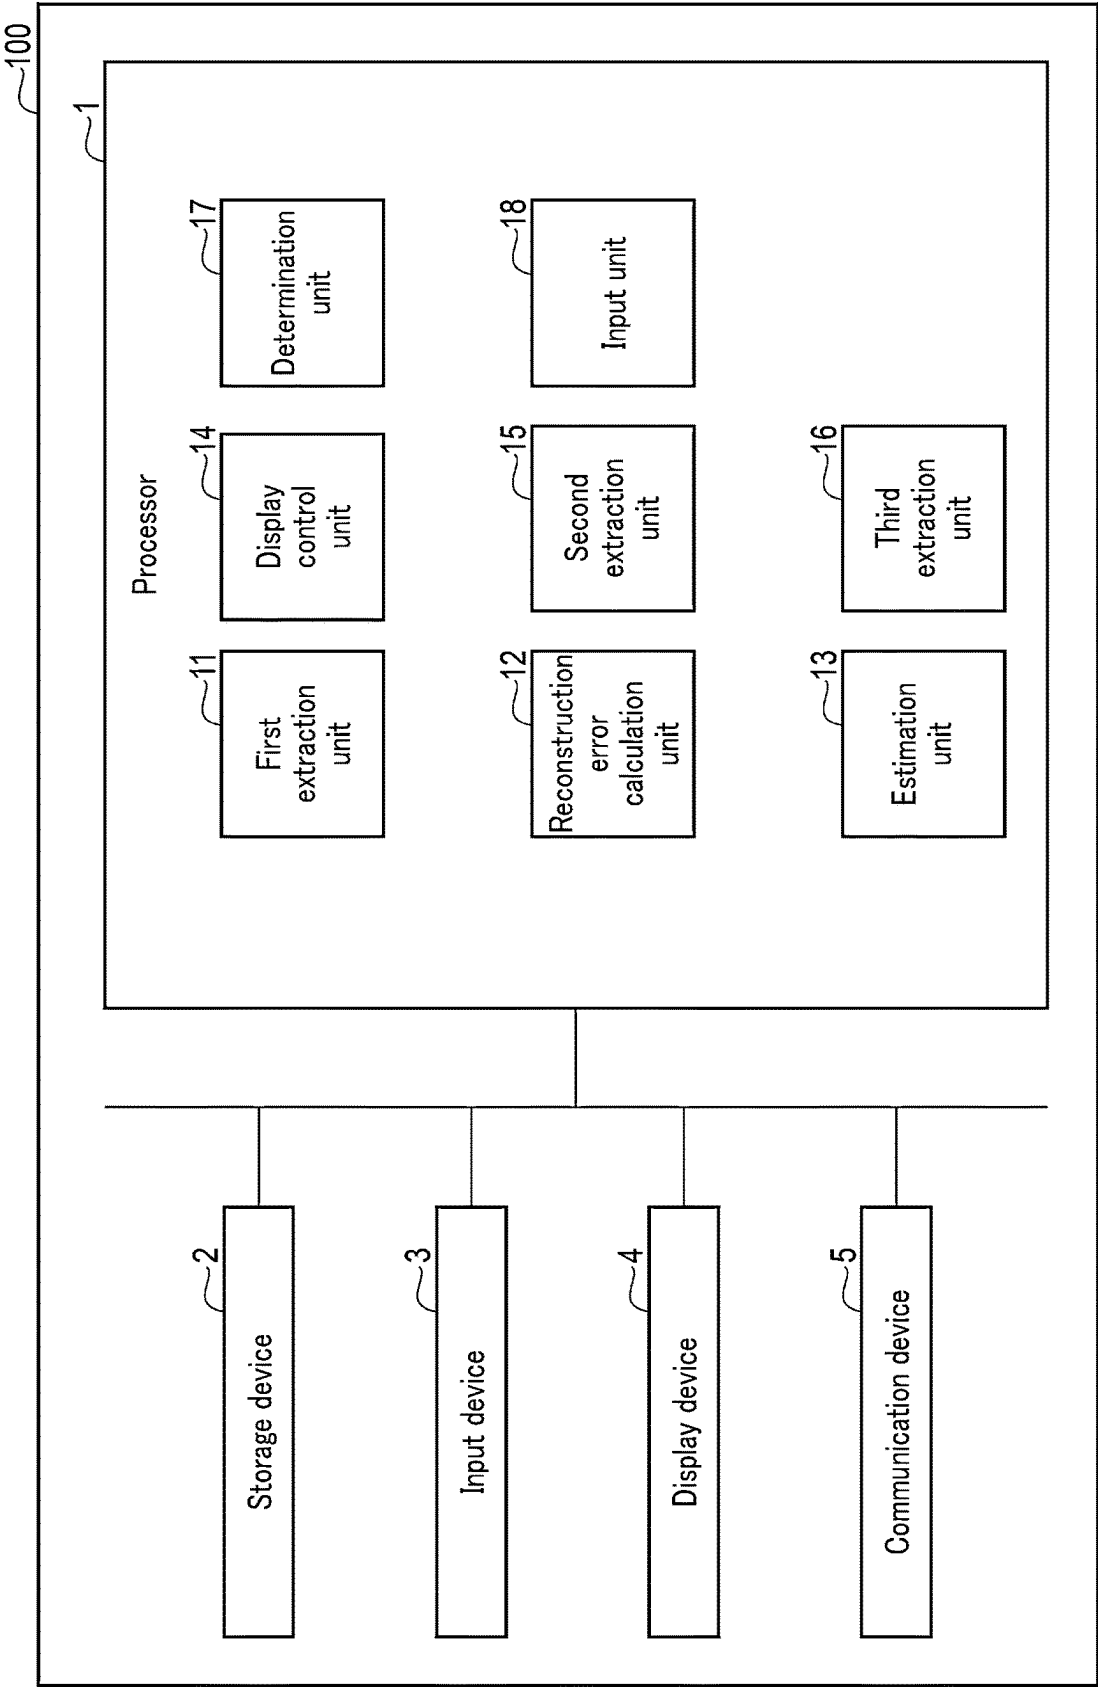 100
1
Processor
11
First
extraction
unit
14
Display
control
unit
17
Determination
unit
12
Reconstruction
error
calculation
unit
15
Second
extraction
unit
18
Input unit
13
Estimation
unit
16
Third
extraction
unit
2
Storage device
3
Input device
4
Display device
5
Communication device